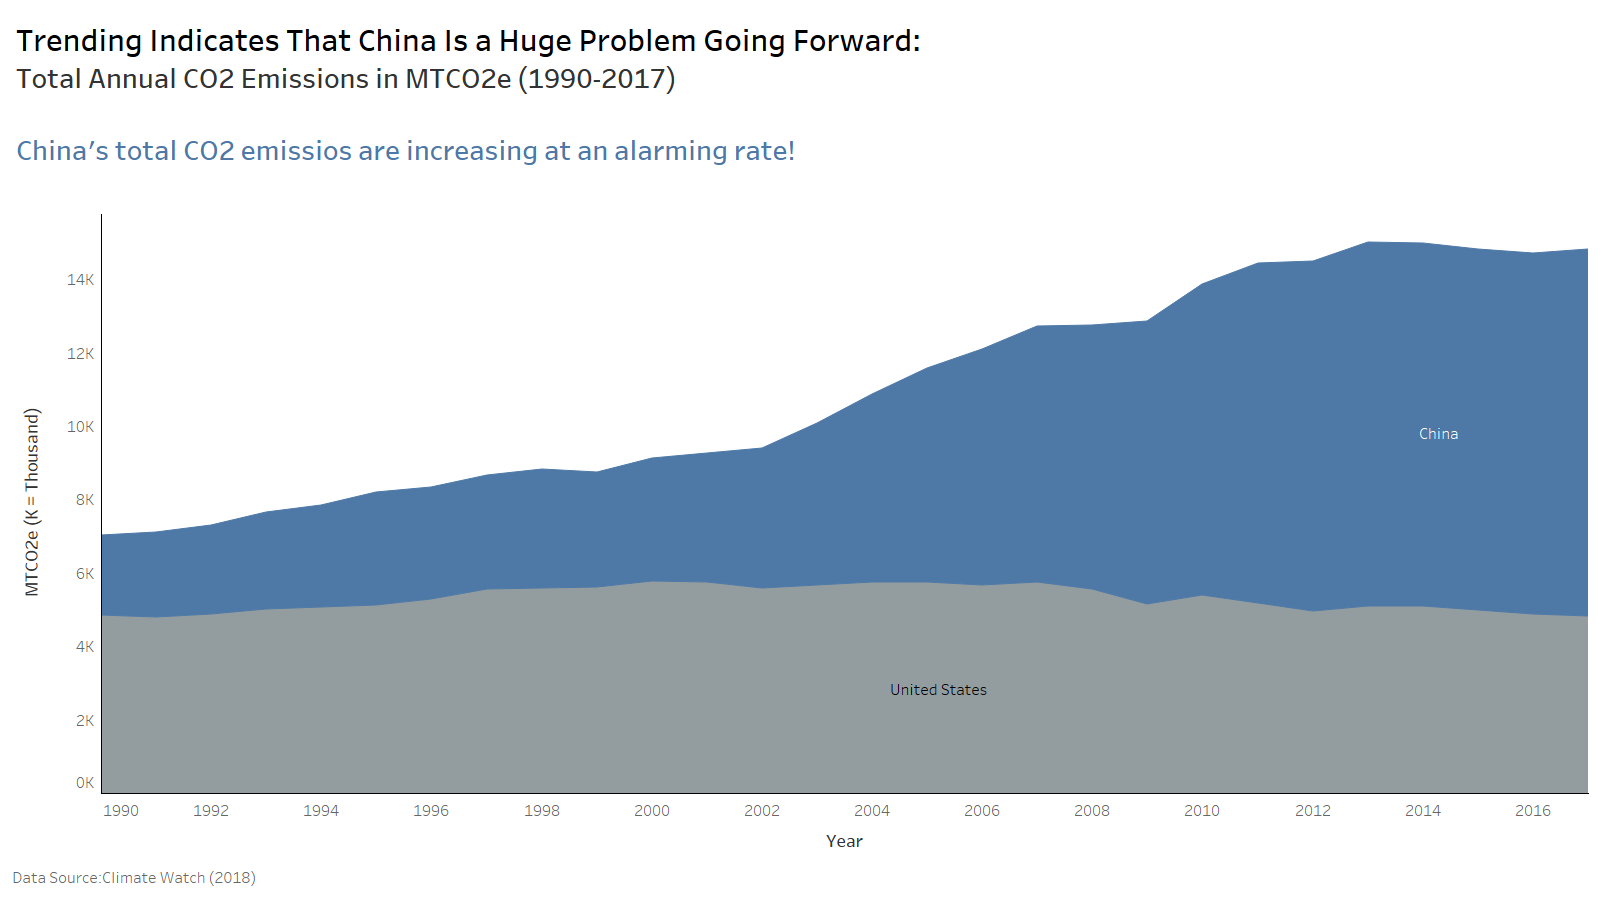 Trending Indicates That China Is a Huge Problem Going Forward:
Total Annual CO2 Emissions in MTCO2e (1990-2017)
China's total CO2 emissios are increasing at an alarming rate!
14K
12K
10K
8K
6K
4K
2K
0K
MTCO2e (K = Thousand)
China
United States
1990 1992 1994 1996 1998 2000 2002 2004 2006 2008 2010 2012 2014 2016
Year
Data Source:Climate Watch (2018)